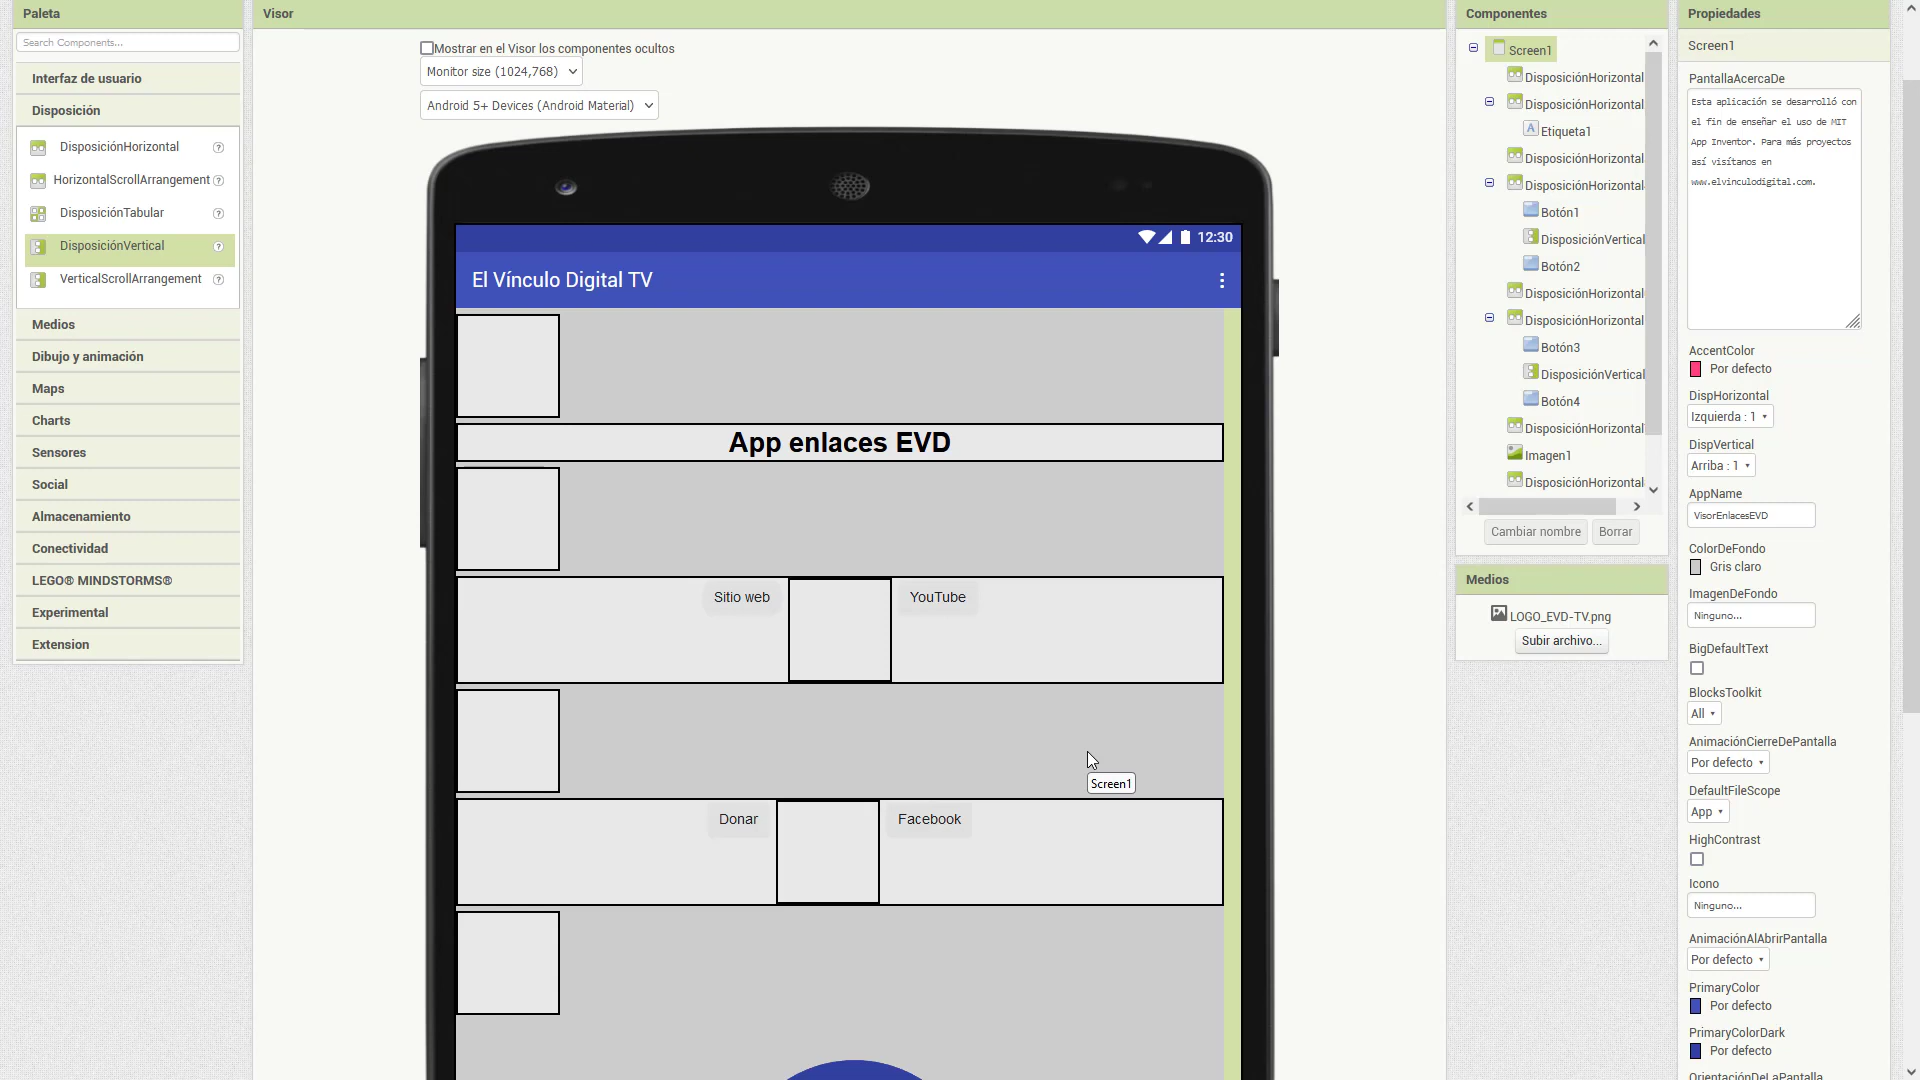 Paleta
Search Components...
Interfaz de usuario
Disposición
DisposiciónHorizontal
HorizontalScrollArrangement
DisposiciónTabular
DisposiciónVertical
VerticalScrollArrangement
Medios
Dibujo y animación
Maps
Charts
Sensores
Social
Almacenamiento
Conectividad
LEGO® MINDSTORMS®
Experimental
Extension
Visor
Mostrar en el Visor los componentes ocultos
Monitor size (1024,768)
Android 5+ Devices (Android Material)
12:30
El Vínculo Digital TV
App enlaces EVD
Sitio web
YouTube
Screen1
Donar
Facebook
Componentes
Screen1
DisposiciónHorizontal
DisposiciónHorizontal
Etiqueta1
DisposiciónHorizontal
DisposiciónHorizontal
Botón1
DisposiciónVertical
Botón2
DisposiciónHorizontal
DisposiciónHorizontal
Botón3
DisposiciónVertical
Botón4
DisposiciónHorizontal
Imagen1
DisposiciónHorizontal
Cambiar nombre
Borrar
Medios
LOGO_EVD-TV.png
Subir archivo...
Propiedades
Screen1
PantallaAcercaDe
Esta aplicación se desarrolló con
el fin de enseñar el uso de MIT
App Inventor. Para más proyectos
así visítanos en
www.elvinculodigital.com.
AccentColor
Por defecto
DispHorizontal
Izquierda : 1
DispVertical
Arriba : 1
AppName
VisorEnlacesEVD
ColorDeFondo
Gris claro
ImagenDeFondo
Ninguno...
BigDefaultText
BlocksToolkit
All
AnimaciónCierreDePantalla
Por defecto
DefaultFileScope
App
HighContrast
Icono
Ninguno...
AnimaciónAlAbrirPantalla
Por defecto
PrimaryColor
Por defecto
PrimaryColorDark
Por defecto
OrientaciónDeLaPantalla